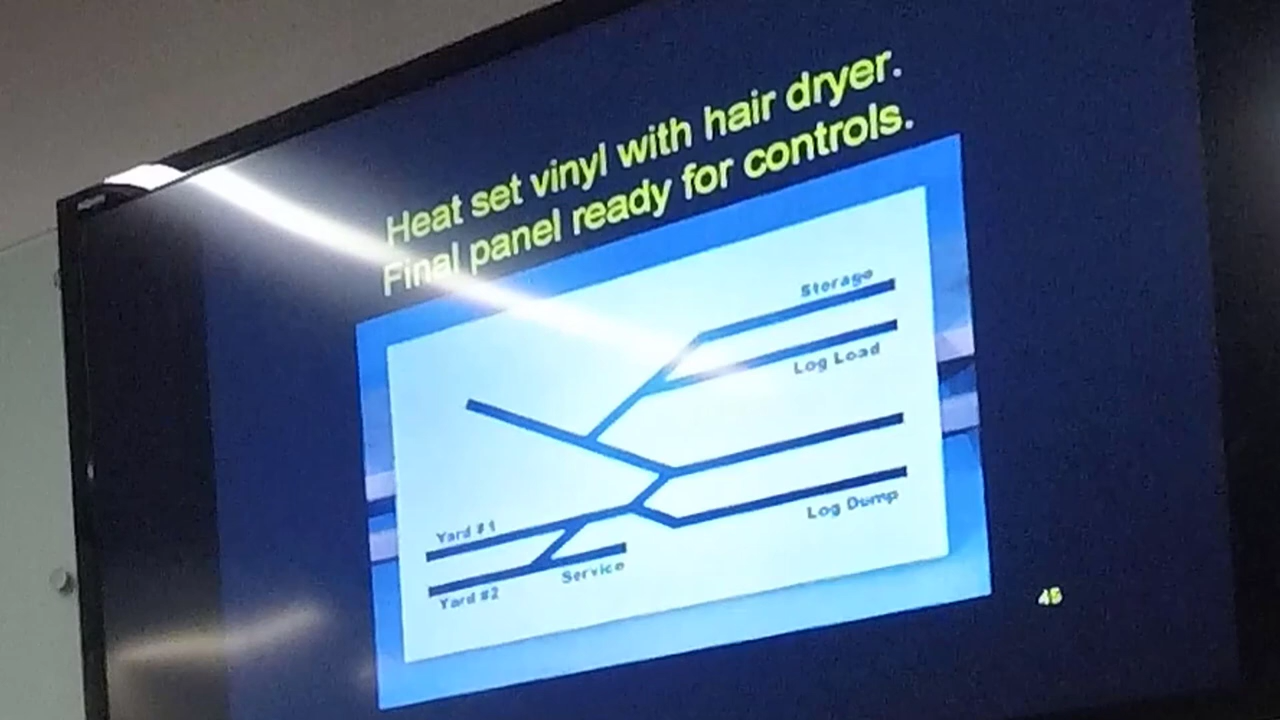 Heat set vinyl with hair dryer.
Final panel ready for controls.
Storage
Log Load
Yard #1
Log Dump
Service
Yard #2
45